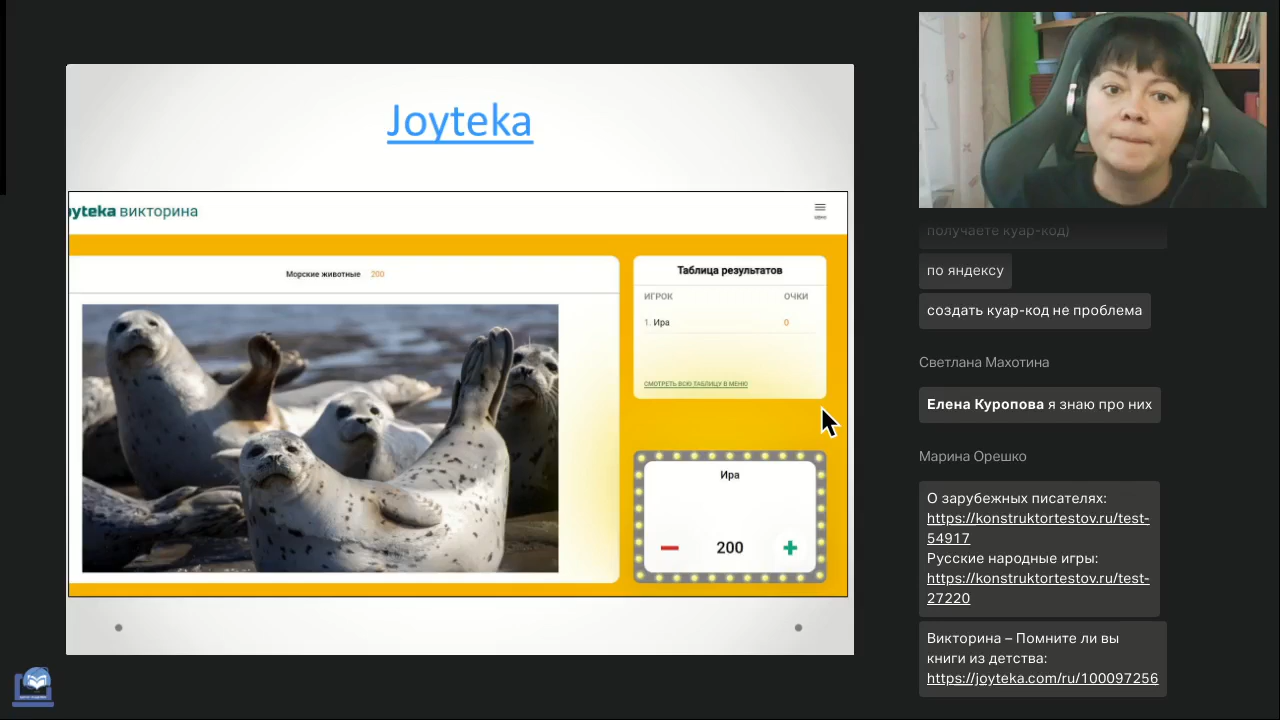 Joyteka
oyteka викторина
меню
Морские животные 200
Таблица результатов
ИГРОК ОЧКИ
1. Ира 0
СМОТРЕТЬ ВСЮ ТАБЛИЦУ В МЕНЮ
Ира
200
получаете куар-код)
по яндексу
создать куар-код не проблема
Светлана Махотина
Елена Куропова я знаю про них
Марина Орешко
О зарубежных писателях:
https://konstruktortestov.ru/test-
54917
Русские народные игры:
https://konstruktortestov.ru/test-
27220
Викторина – Помните ли вы
книги из детства:
https://joyteka.com/ru/100097256